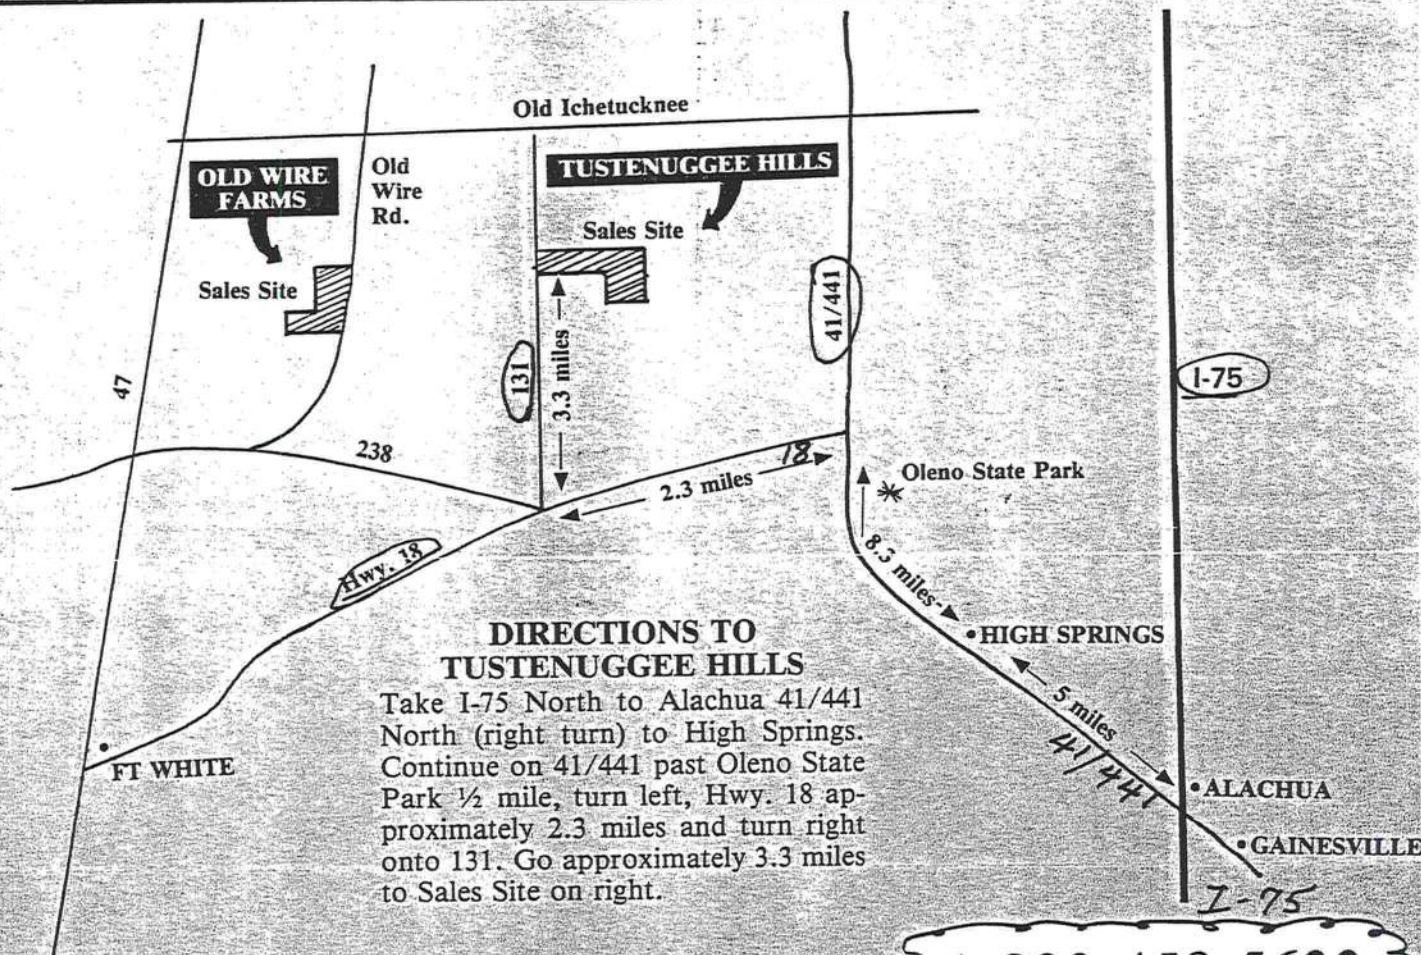 Old Ichetucknee
OLD WIRE
FARMS
Old
Wire
Rd.
TUSTENUGGEE HILLS
Sales Site
Sales Site
41/441
131
3.3 miles
47
I-75
238
18
2.3 miles
Oleno State Park
Hwy. 18
8.3 miles
HIGH SPRINGS
5 miles
41/441
FT WHITE
ALACHUA
GAINESVILLE
I-75
DIRECTIONS TO
TUSTENUGGEE HILLS
Take I-75 North to Alachua 41/441
North (right turn) to High Springs.
Continue on 41/441 past Oleno State
Park ½ mile, turn left, Hwy. 18 ap-
proximately 2.3 miles and turn right
onto 131. Go approximately 3.3 miles
to Sales Site on right.